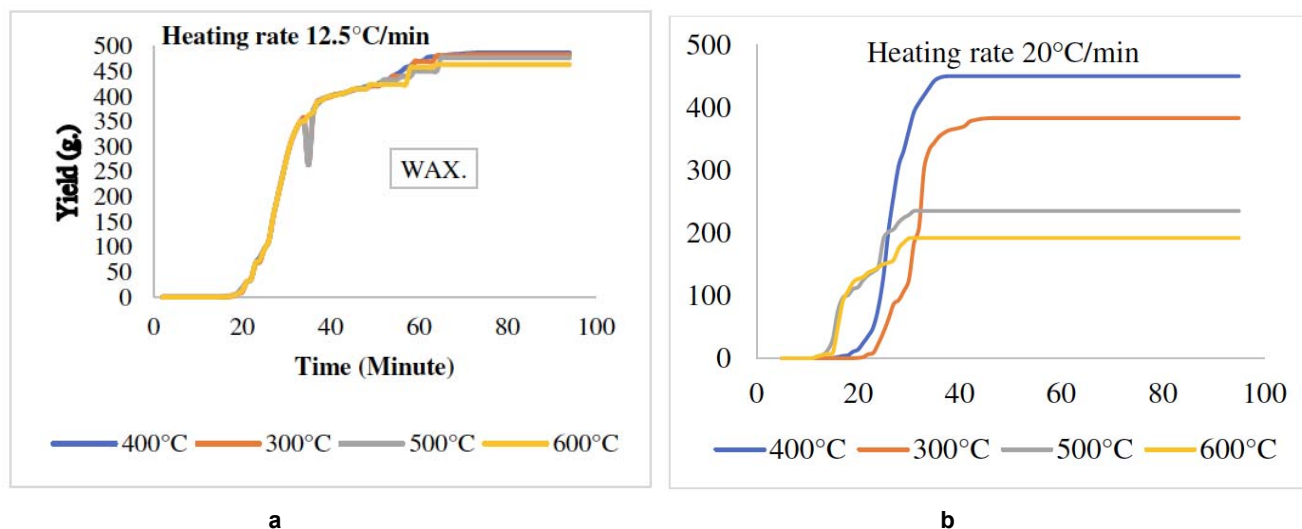 Heating rate 12.5°C/min
500
450
400
350
300
250
200
150
100
50
0
Yield (g.)
WAX.
0 20 40 60 80 100
Time (Minute)
400°C 300°C 500°C 600°C
a
Heating rate 20°C/min
500
400
300
200
100
0
0 20 40 60 80 100
400°C 300°C 500°C 600°C
b